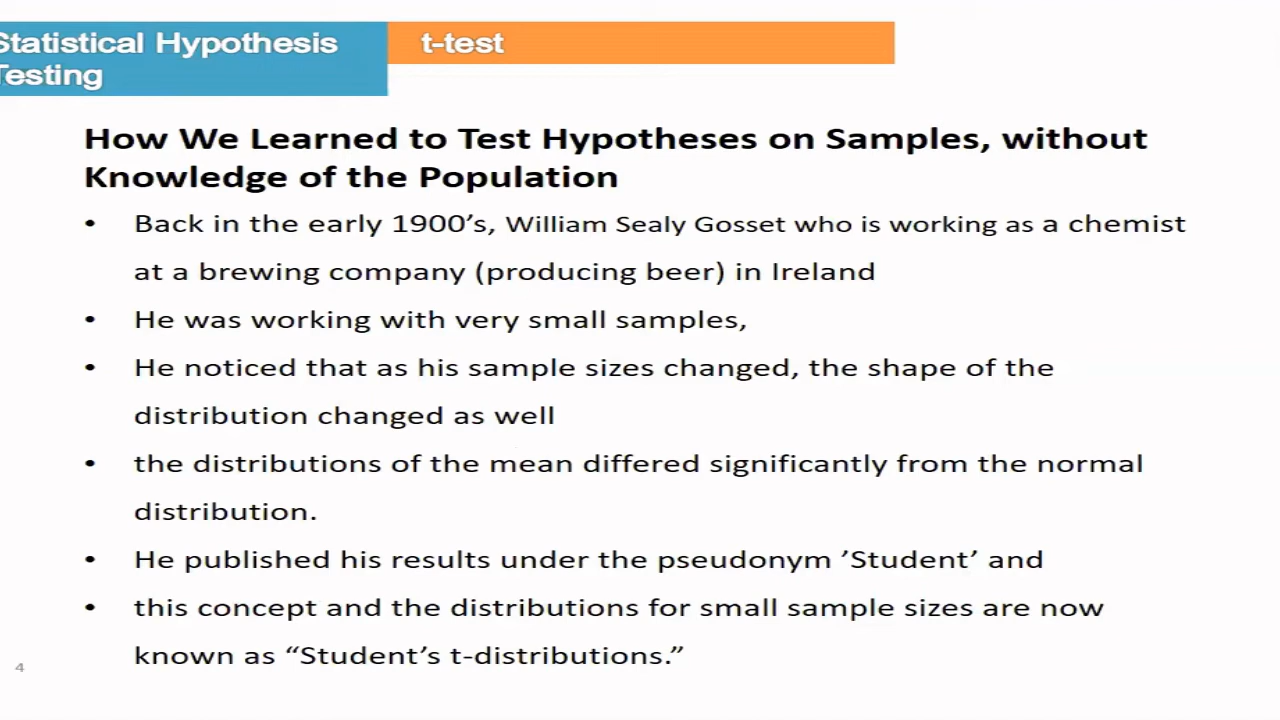 Statistical Hypothesis
Testing
t-test
How We Learned to Test Hypotheses on Samples, without
Knowledge of the Population
• Back in the early 1900’s, William Sealy Gosset who is working as a chemist
at a brewing company (producing beer) in Ireland
• He was working with very small samples,
• He noticed that as his sample sizes changed, the shape of the
distribution changed as well
• the distributions of the mean differed significantly from the normal
distribution.
• He published his results under the pseudonym ’Student’ and
• this concept and the distributions for small sample sizes are now
known as “Student’s t-distributions.”
4